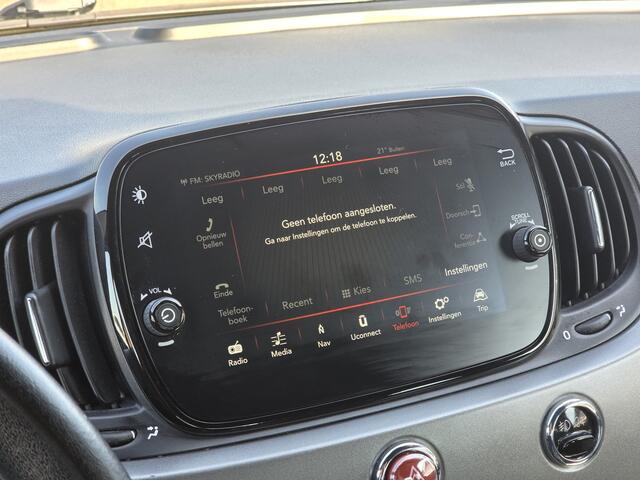 12:18
21° Buiten
FM: SKYRADIO
Leeg
Leeg
Leeg
Leeg
Leeg
BACK
Geen telefoon aangesloten.
Ga naar Instellingen om de telefoon te koppelen.
Opnieuw
bellen
Stil
Doorsch
Con-
ferentie
SCROLL
TUNE
VOL
Einde
Telefoon-
boek
Recent
Kies
SMS
Instellingen
Radio
Media
Nav
Uconnect
Telefoon
Instellingen
Trip
0